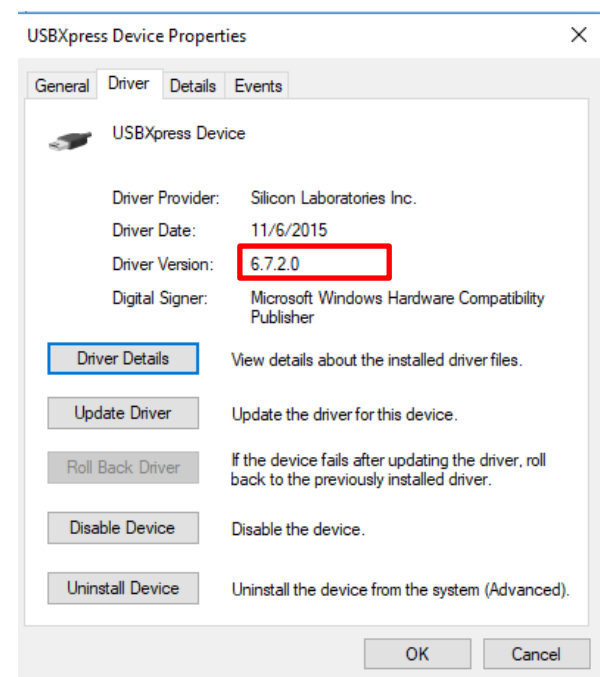 USBXpress Device Properties
General Driver Details Events
USBXpress Device
Driver Provider: Silicon Laboratories Inc.
Driver Date: 11/6/2015
Driver Version: 6.7.2.0
Digital Signer: Microsoft Windows Hardware Compatibility
Publisher
Driver Details View details about the installed driver files.
Update Driver Update the driver for this device.
Roll Back Driver If the device fails after updating the driver, roll
back to the previously installed driver.
Disable Device Disable the device.
Uninstall Device Uninstall the device from the system (Advanced).
OK Cancel